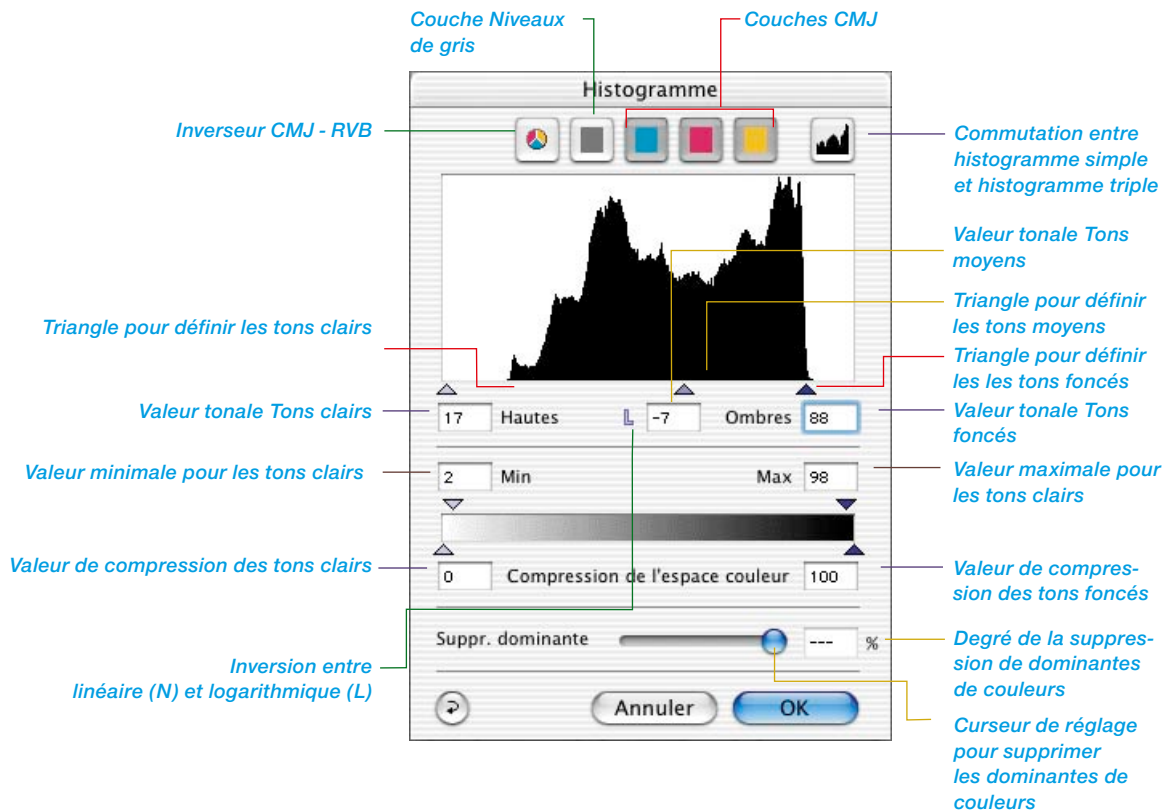 Couche Niveaux
de gris
Couches CMJ
Histogramme
Inverseur CMJ - RVB
Commutation entre
histogramme simple
et histogramme triple
Valeur tonale Tons
moyens
Triangle pour définir
les tons moyens
Triangle pour définir les tons clairs
Triangle pour définir
les les tons foncés
Valeur tonale Tons clairs
17 Hautes L -7 Ombres 88
Valeur tonale Tons
foncés
Valeur minimale pour les tons clairs
2 Min Max 98
Valeur maximale pour
les tons clairs
Valeur de compression des tons clairs
0 Compression de l'espace couleur 100
Valeur de compres-
sion des tons foncés
Suppr. dominante --- %
Degré de la suppres-
sion de dominantes
de couleurs
Inversion entre
linéaire (N) et logarithmique (L)
Annuler OK
Curseur de réglage
pour supprimer
les dominantes de
couleurs